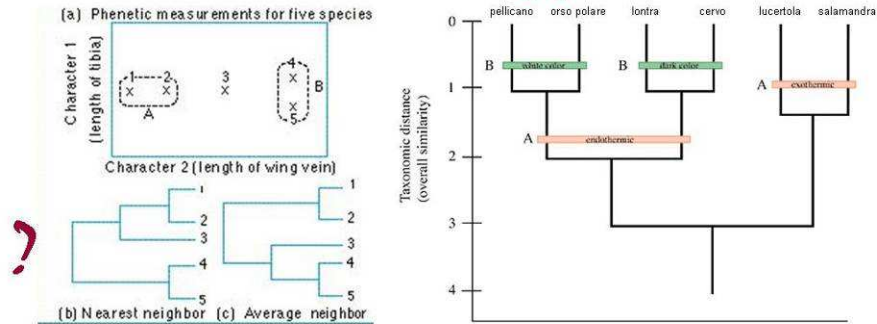 (a) Phenetic measurements for five species
Character 1
(length of tibia)
1 2 3 4
A
B
5
Character 2 (length of wing vein)
1
2
3
4
5
1
2
3
4
5
?
(b) Nearest neighbor (c) Average neighbor
pellicano orso polare lontra cervo lucertola salamandra
Taxonomic distance
(overall similarity)
0
B white color B dark color
1
A exothermic
A endothermic
2
3
4